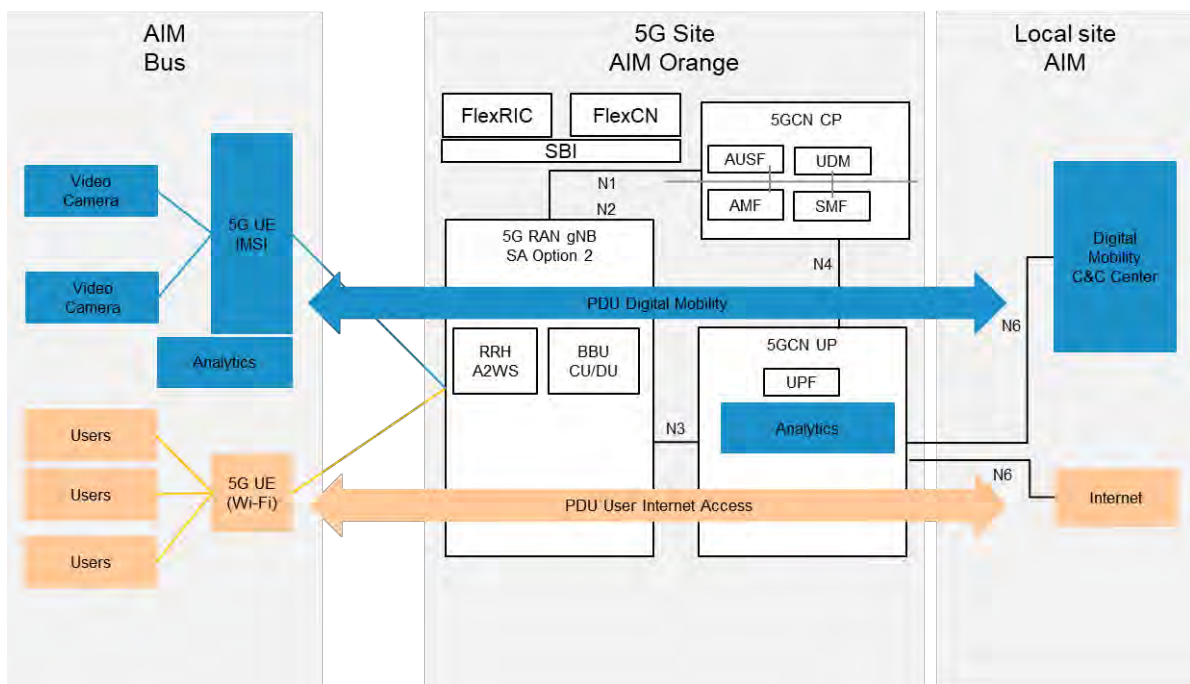 AIM
Bus
5G Site
AIM Orange
Local site
AIM
Video
Camera
Video
Camera
5G UE
IMSI
Analytics
Users
Users
Users
5G UE
(Wi-Fi)
FlexRIC
FlexCN
SBI
N1
N2
5GCN CP
AUSF
UDM
AMF
SMF
5G RAN gNB
SA Option 2
N4
PDU Digital Mobility
RRH
A2WS
BBU
CU/DU
5GCN UP
UPF
Analytics
N3
PDU User Internet Access
N6
N6
Digital
Mobility
C&C Center
Internet